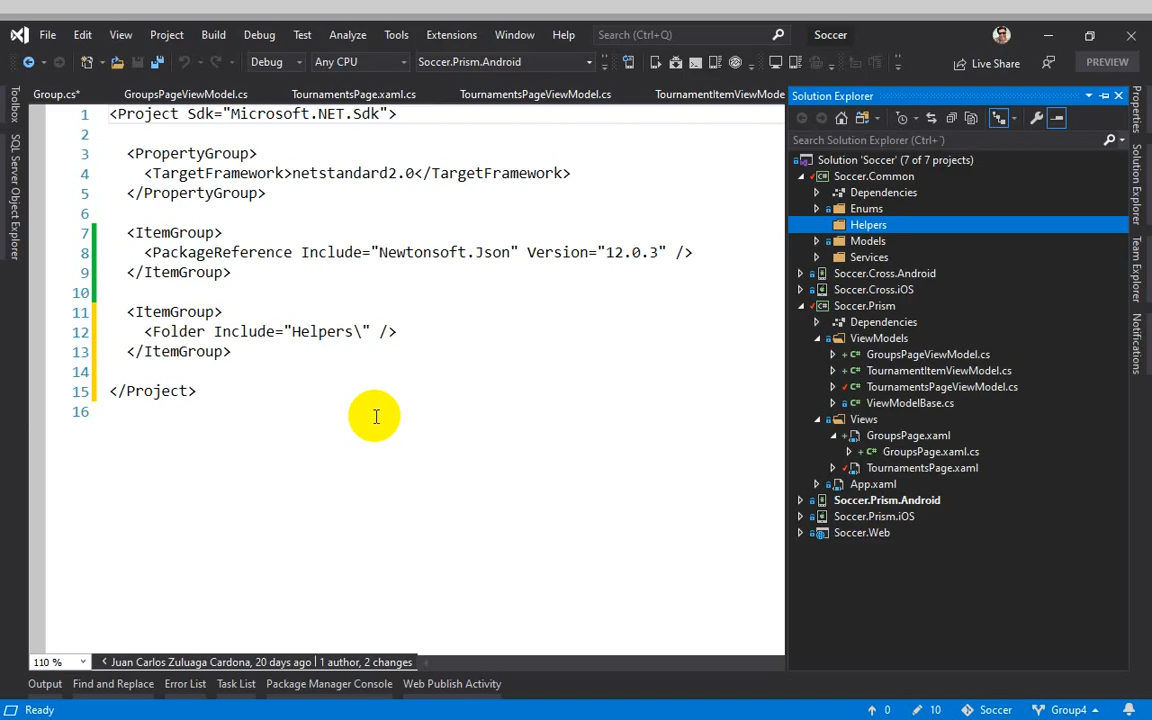 File Edit View Project Build Debug Test Analyze Tools Extensions Window Help Search (Ctrl+Q) Soccer
Debug Any CPU Soccer.Prism.Android Live Share PREVIEW
Group.cs* GroupsPageViewModel.cs TournamentsPage.xaml.cs TournamentsPageViewModel.cs TournamentItemViewMode
1 <Project Sdk="Microsoft.NET.Sdk">
2
3 <PropertyGroup>
4 <TargetFramework>netstandard2.0</TargetFramework>
5 </PropertyGroup>
6
7 <ItemGroup>
8 <PackageReference Include="Newtonsoft.Json" Version="12.0.3" />
9 </ItemGroup>
10
11 <ItemGroup>
12 <Folder Include="Helpers\" />
13 </ItemGroup>
14
15 </Project>
16
110 % Juan Carlos Zuluaga Cardona, 20 days ago | 1 author, 2 changes
Toolbox
SQL Server Object Explorer
Solution Explorer
Search Solution Explorer (Ctrl+´)
Solution 'Soccer' (7 of 7 projects)
Soccer.Common
Dependencies
Enums
Helpers
Models
Services
Soccer.Cross.Android
Soccer.Cross.iOS
Soccer.Prism
Dependencies
ViewModels
GroupsPageViewModel.cs
TournamentItemViewModel.cs
TournamentsPageViewModel.cs
ViewModelBase.cs
Views
GroupsPage.xaml
GroupsPage.xaml.cs
TournamentsPage.xaml
App.xaml
Soccer.Prism.Android
Soccer.Prism.iOS
Soccer.Web
Properties
Solution Explorer
Team Explorer
Notifications
Output Find and Replace Error List Task List Package Manager Console Web Publish Activity
Ready 0 10 Soccer Group4